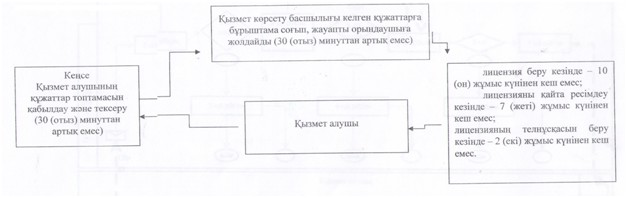 Қызмет көрсету басшылығы келген құжаттарға
бұрыштама соғып, жауапты орындаушыға
жолдайды (30 (отыз) минуттан артық емес)
Кеңсе
Қызмет алушының
құжаттар топтамасын
қабылдау және тексеру
(30 (отыз) минуттан
артық емес)
лицензия беру кезінде – 10
(он) жұмыс күнінен кеш емес;
лицензияны қайта ресімдеу
кезінде – 7 (жеті) жұмыс күнінен
кеш емес;
лицензияның телнұсқасын беру
кезінде – 2 (екі) жұмыс күнінен кеш
емес.
Қызмет алушы